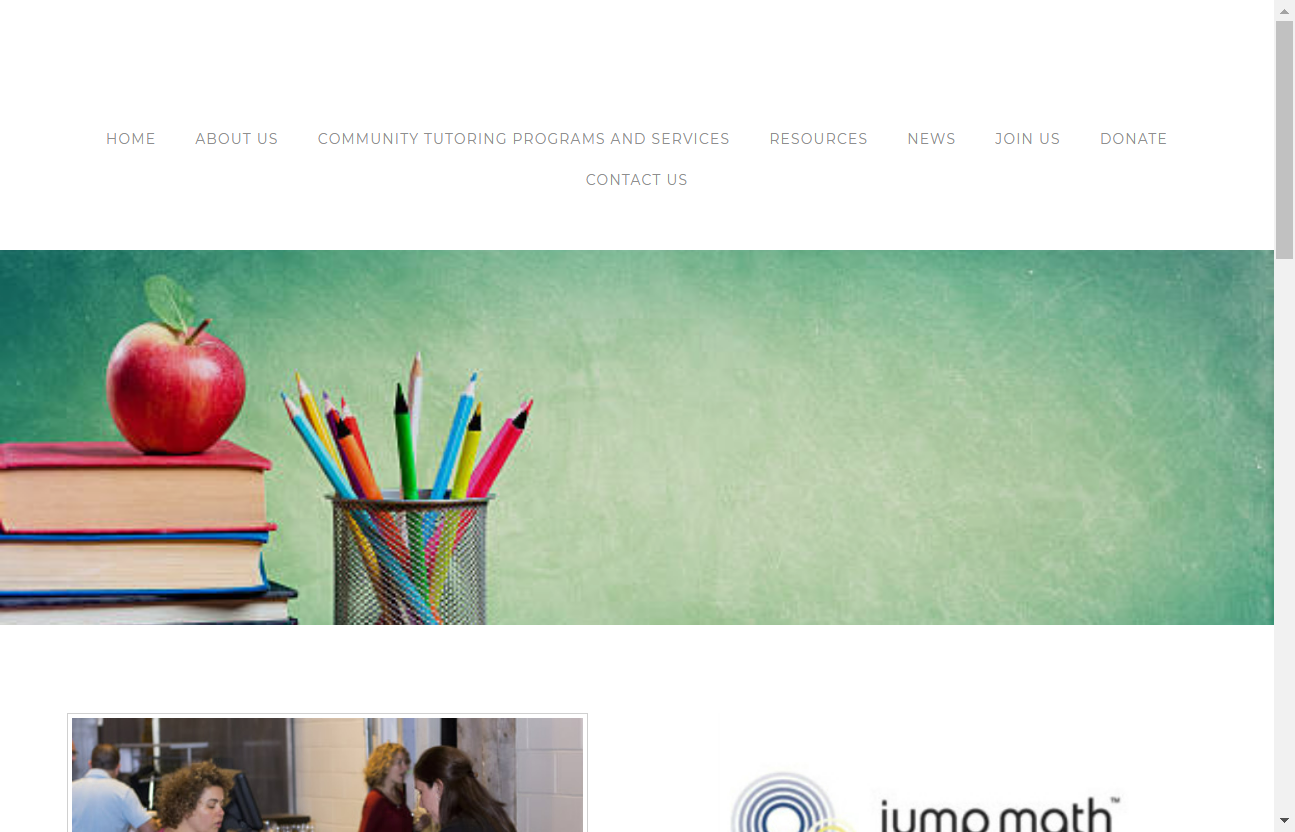 HOME ABOUT US COMMUNITY TUTORING PROGRAMS AND SERVICES RESOURCES NEWS JOIN US DONATE
CONTACT US
jump math™